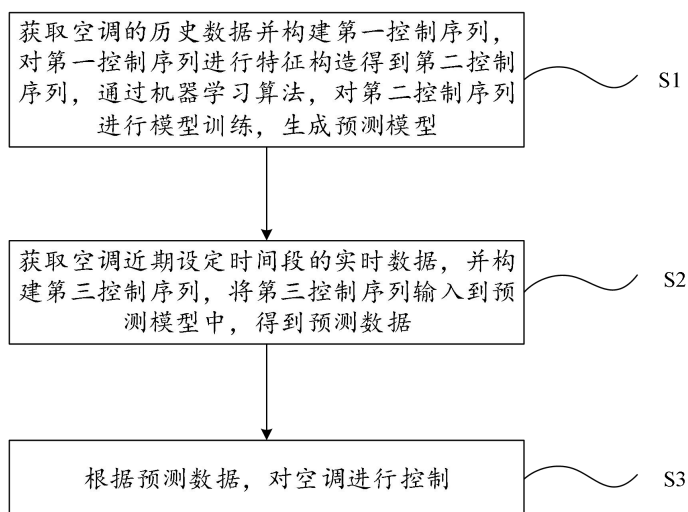 获取空调的历史数据并构建第一控制序列，
对第一控制序列进行特征构造得到第二控制
序列，通过机器学习算法，对第二控制序列
进行模型训练，生成预测模型
S1
获取空调近期设定时间段的实时数据，并构
建第三控制序列，将第三控制序列输入到预
测模型中，得到预测数据
S2
根据预测数据，对空调进行控制
S3